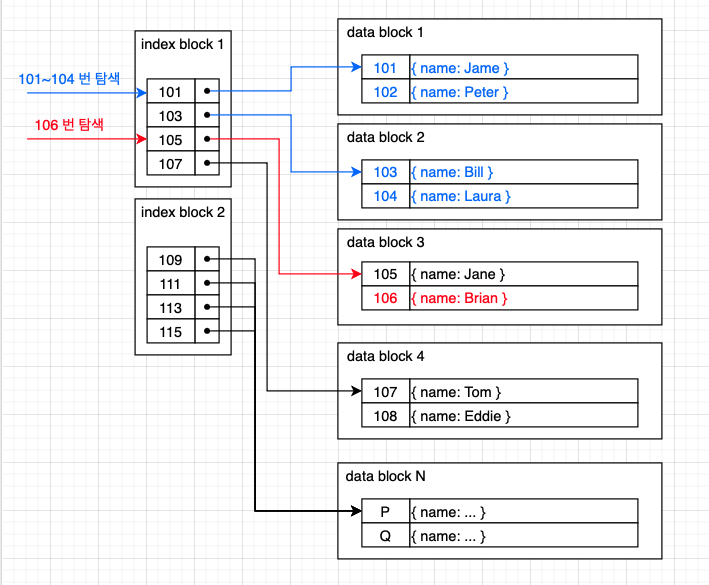 101~104 번 탐색
106 번 탐색
index block 1
101
103
105
107
index block 2
109
111
113
115
data block 1
101 { name: Jame }
102 { name: Peter }
data block 2
103 { name: Bill }
104 { name: Laura }
data block 3
105 { name: Jane }
106 { name: Brian }
data block 4
107 { name: Tom }
108 { name: Eddie }
data block N
P { name: ... }
Q { name: ... }